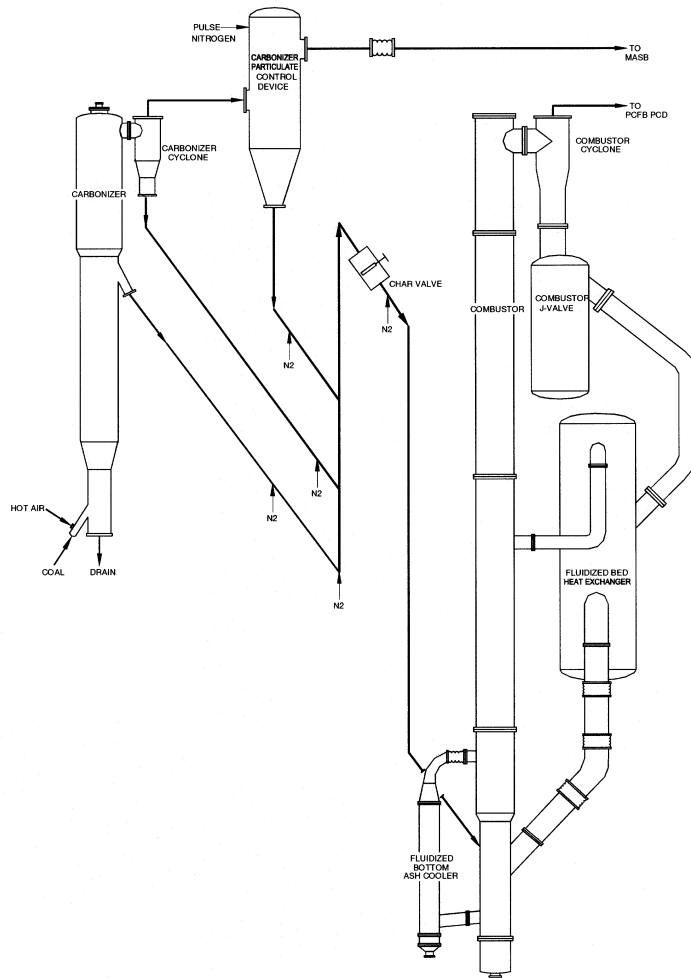 PULSE
NITROGEN
CARBONIZER
PARTICULATE
CONTROL
DEVICE
TO
MASB
TO
PCFB PCD
CARBONIZER
CYCLONE
COMBUSTOR
CYCLONE
CARBONIZER
CHAR VALVE
COMBUSTOR
COMBUSTOR
J-VALVE
N2
N2
N2
N2
HOT AIR
COAL
DRAIN
FLUIDIZED BED
HEAT EXCHANGER
N2
FLUIDIZED
BOTTOM
ASH COOLER